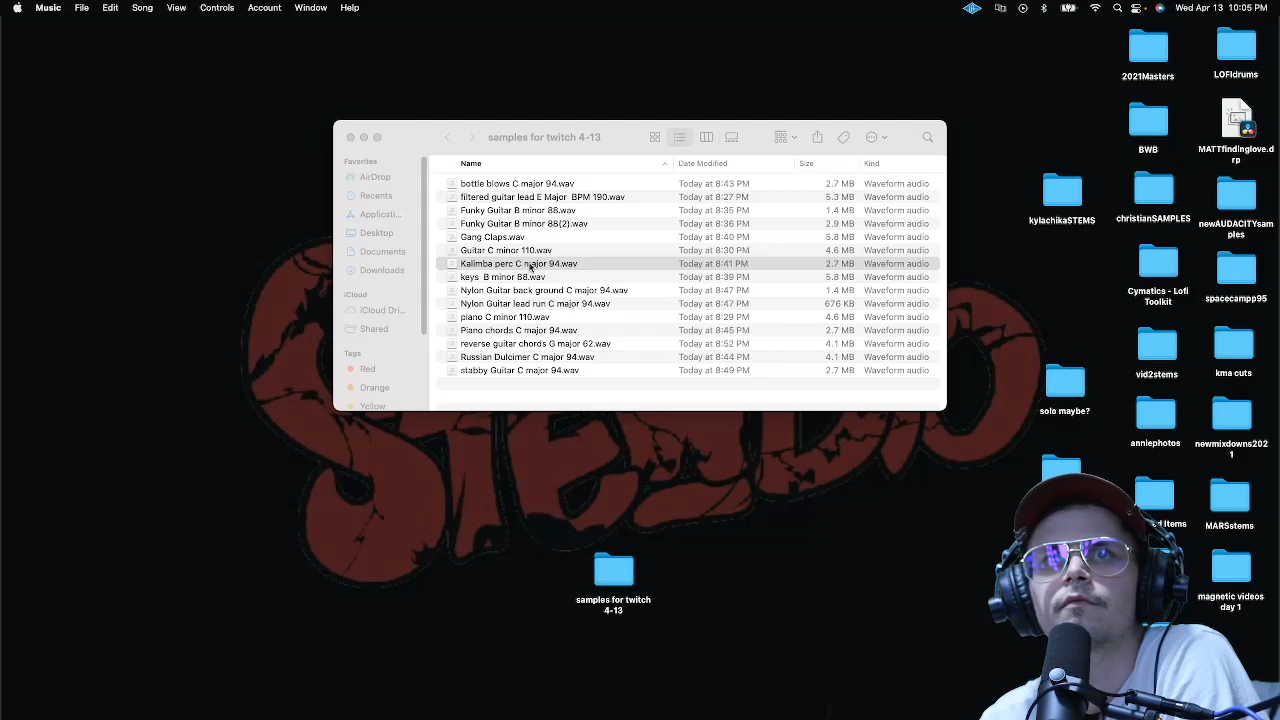 Music File Edit Song View Controls Account Window Help Wed Apr 13 10:05 PM
samples for twitch 4-13
Favorites
AirDrop
Recents
Applicati...
Desktop
Documents
Downloads
iCloud
iCloud Dri...
Shared
Tags
Red
Orange
Yellow
Name Date Modified Size Kind
bottle blows C major 94.wav Today at 8:43 PM 2.7 MB Waveform audio
filtered guitar lead E Major BPM 190.wav Today at 8:27 PM 5.3 MB Waveform audio
Funky Guitar B minor 88.wav Today at 8:35 PM 1.4 MB Waveform audio
Funky Guitar B minor 88(2).wav Today at 8:36 PM 2.9 MB Waveform audio
Gang Claps.wav Today at 8:40 PM 5.8 MB Waveform audio
Guitar C minor 110.wav Today at 8:30 PM 4.6 MB Waveform audio
Kalimba perc C major 94.wav Today at 8:41 PM 2.7 MB Waveform audio
keys B minor 88.wav Today at 8:39 PM 5.8 MB Waveform audio
Nylon Guitar back ground C major 94.wav Today at 8:47 PM 1.4 MB Waveform audio
Nylon Guitar lead run C major 94.wav Today at 8:47 PM 676 KB Waveform audio
piano C minor 110.wav Today at 8:29 PM 4.6 MB Waveform audio
Piano chords C major 94.wav Today at 8:45 PM 2.7 MB Waveform audio
reverse guitar chords G major 62.wav Today at 8:52 PM 4.1 MB Waveform audio
Russian Dulcimer C major 94.wav Today at 8:44 PM 4.1 MB Waveform audio
stabby Guitar C major 94.wav Today at 8:49 PM 2.7 MB Waveform audio
samples for twitch
4-13
2021Masters
LOFIdrums
BWB
MATTfindinglove.d
rp
kylachikaSTEMS
christianSAMPLES
newAUDACITYsam
ples
Cymatics - Lofi
Toolkit
spacecampp95
vid2stems
kma cuts
solo maybe?
anniephotos
newmixdowns202
1
MARSstems
magnetic videos
day 1